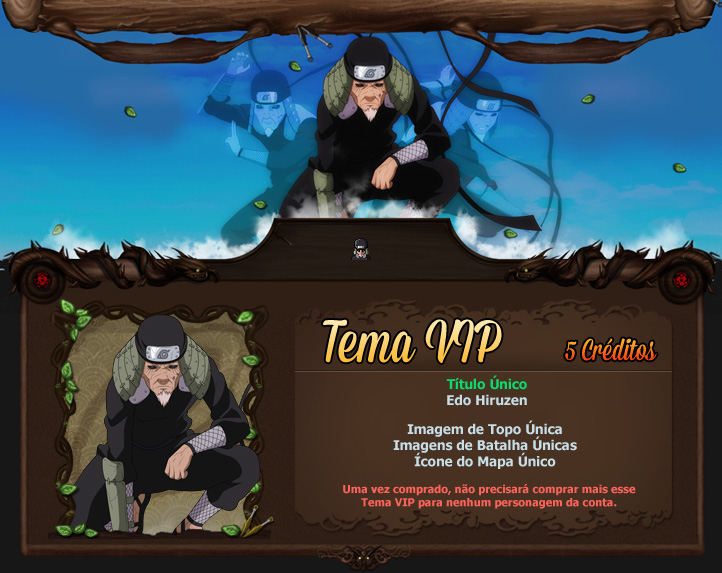 Tema VIP
5 Créditos
Título Único
Edo Hiruzen
Imagem de Topo Única
Imagens de Batalha Únicas
Ícone do Mapa Único
Uma vez comprado, não precisará comprar mais esse
Tema VIP para nenhum personagem da conta.